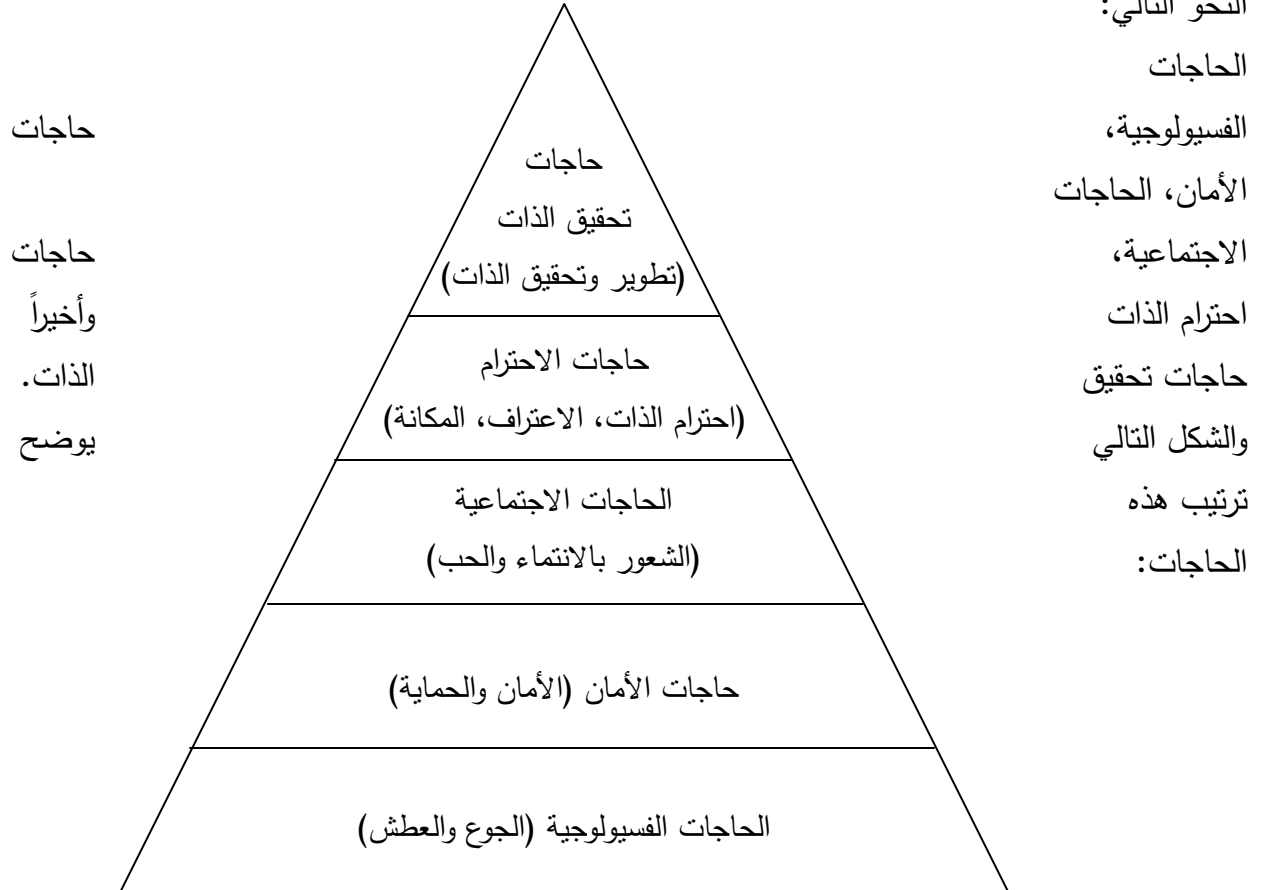 النحو التالي:
الحاجات
الفسيولوجية، حاجات
الأمان، الحاجات
الاجتماعية، حاجات
احترام الذات وأخيراً
حاجات تحقيق الذات.
والشكل التالي يوضح
ترتيب هذه
الحاجات:
حاجات
تحقيق الذات
(تطوير وتحقيق الذات)
حاجات الاحترام
(احترام الذات، الاعتراف، المكانة)
الحاجات الاجتماعية
(الشعور بالانتماء والحب)
حاجات الأمان (الأمان والحماية)
الحاجات الفسيولوجية (الجوع والعطش)